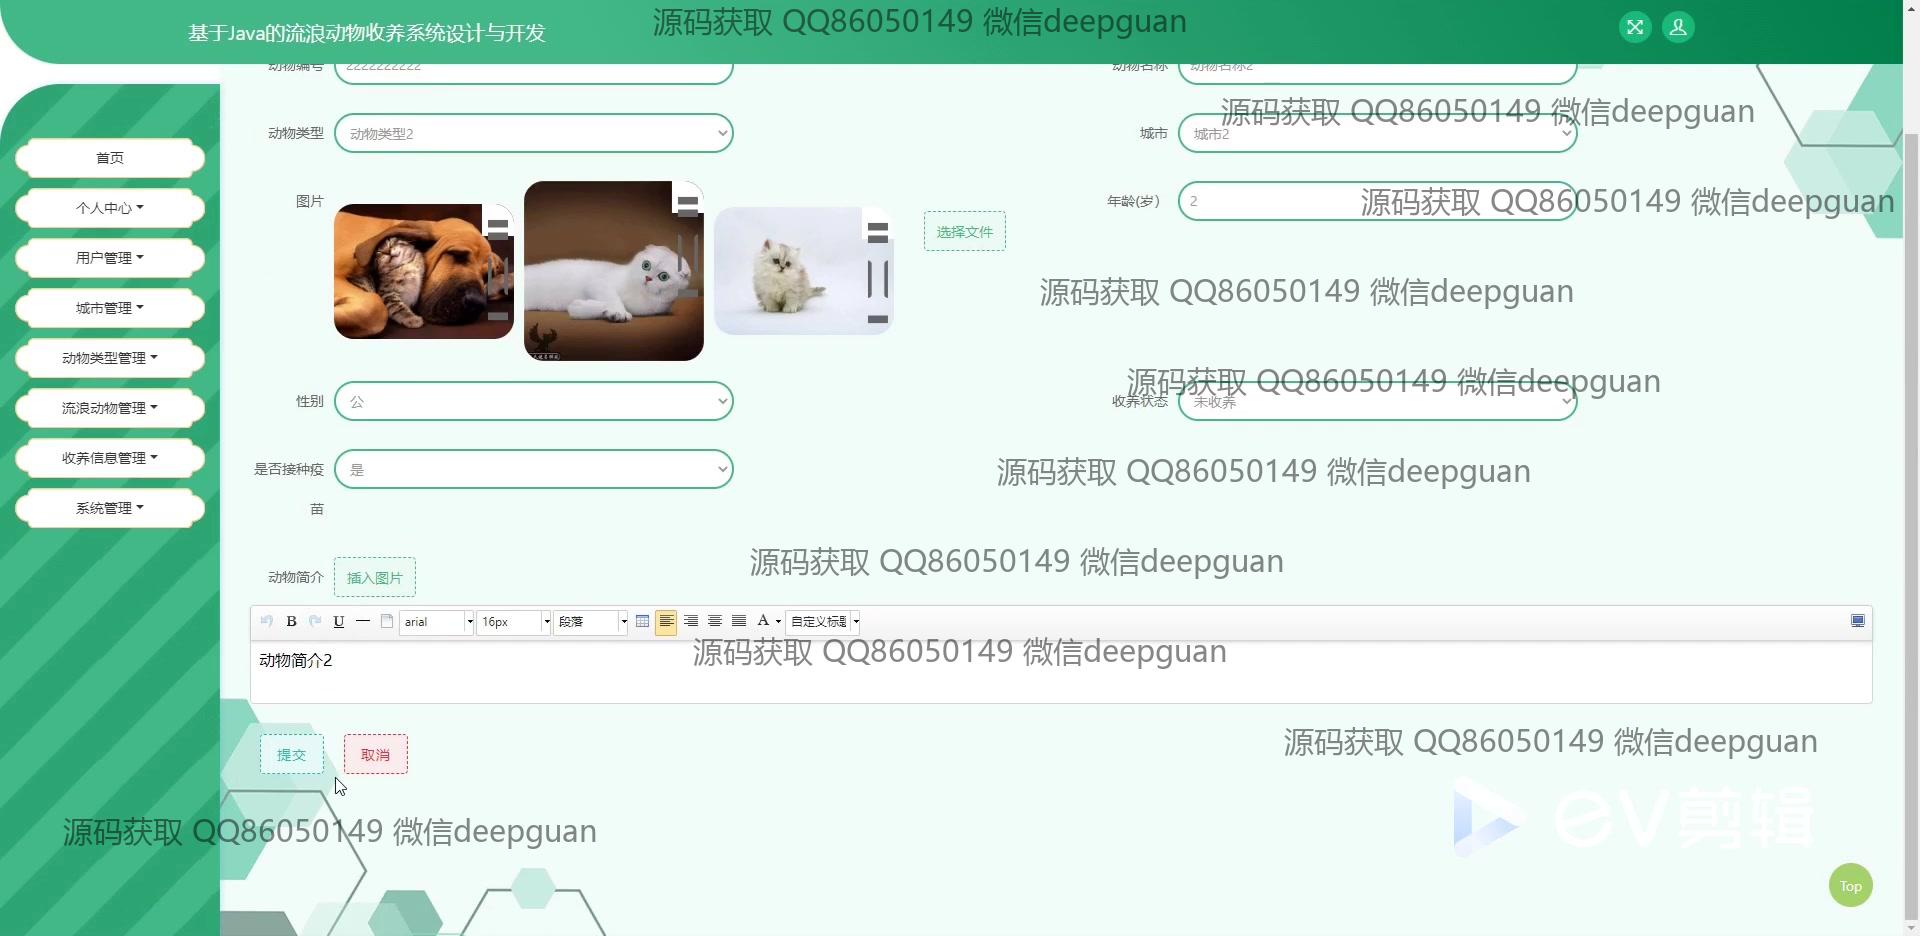 基于Java的流浪动物收养系统设计与开发
源码获取 QQ86050149 微信deepguan
动物编号 2222222222 动物名称 动物名称2
源码获取 QQ86050149 微信deepguan
动物类型 动物类型2 城市 城市2
首页
个人中心
用户管理
城市管理
动物类型管理
流浪动物管理
收养信息管理
系统管理
图片 选择文件 年龄(岁) 2
源码获取 QQ86050149 微信deepguan
源码获取 QQ86050149 微信deepguan
源码获取 QQ86050149 微信deepguan
性别 公 收养状态 未收养
源码获取 QQ86050149 微信deepguan
是否接种疫苗 是
源码获取 QQ86050149 微信deepguan
动物简介 插入图片
B U arial 16px 段落 A 自定义标题
源码获取 QQ86050149 微信deepguan
动物简介2
源码获取 QQ86050149 微信deepguan
提交 取消
源码获取 QQ86050149 微信deepguan
EV剪辑
Top